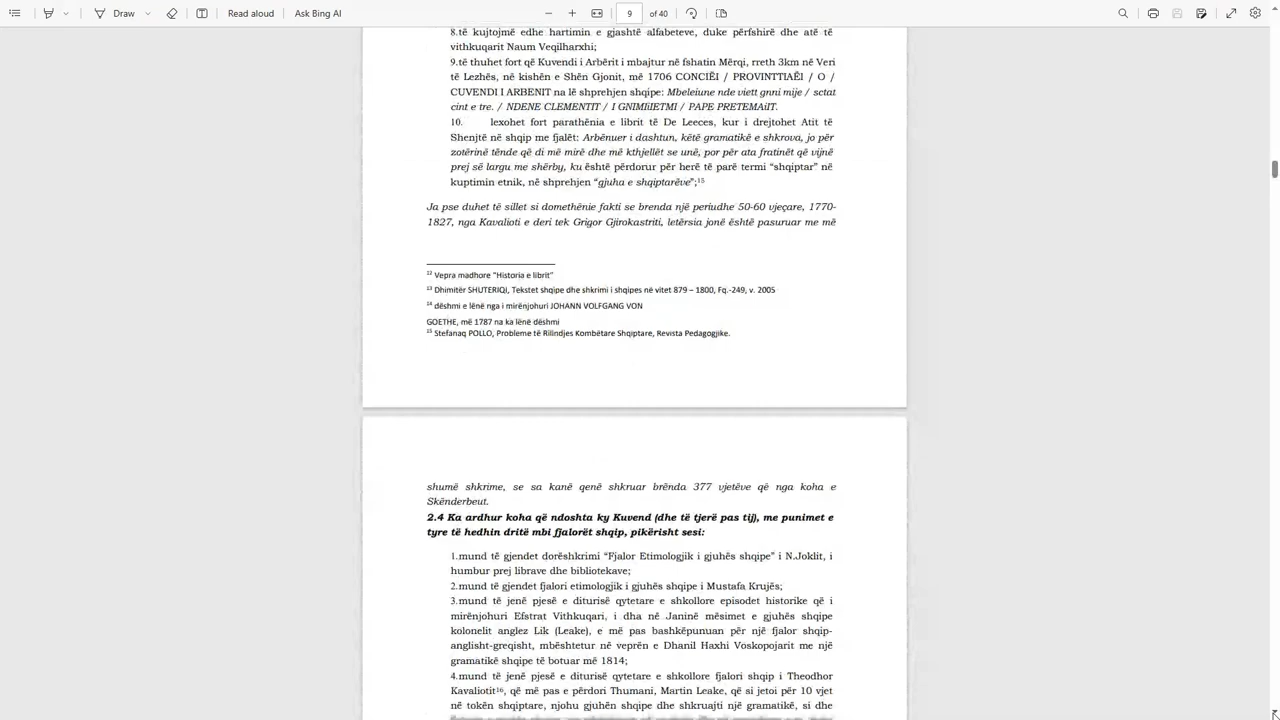 Draw
Read aloud
Ask Bing AI
9
of 40
8.të kujtojmë edhe hartimin e gjashtë alfabeteve, duke përfshirë dhe atë të
vithkuqarit Naum Veqilharxhi;
9.të thuhet fort që Kuvendi i Arbërit i mbajtur në fshatin Mërqi, rreth 3km në Veri
të Lezhës, në kishën e Shën Gjonit, më 1706 CONCIËI / PROVINTTIAËI / O /
CUVENDI I ARBENIT na lë shprehjen shqipe: Mbeleiune nde viett gnni mije / sctat
cint e tre. / NDENE CLEMENTIT / I GNIMIiIETMI / PAPE PRETEMAiIT.
10. lexohet fort parathënia e librit të De Leeces, kur i drejtohet Atit të
Shenjtë në shqip me fjalët: Arbënuer i dashtun, këtë gramatikë e shkrova, jo për
zotërinë tënde që di më mirë dhe më kthjellët se unë, por për ata fratinët që vijnë
prej së largu me shërby, ku është përdorur për herë të parë termi “shqiptar” në
kuptimin etnik, në shprehjen “gjuha e shqiptarëve”;15
Ja pse duhet të sillet si domethënie fakti se brenda një periudhe 50-60 vjeçare, 1770-
1827, nga Kavalioti e deri tek Grigor Gjirokastriti, letërsia jonë është pasuruar me më
12 Vepra madhore “Historia e librit”
13 Dhimitër SHUTERIQI, Tekstet shqipe dhe shkrimi i shqipes në vitet 879 – 1800, Fq.-249, v. 2005
14 dëshmi e lënë nga i mirënjohuri JOHANN VOLFGANG VON
GOETHE, më 1787 na ka lënë dëshmi
15 Stefanaq POLLO, Probleme të Rilindjes Kombëtare Shqiptare, Revista Pedagogjike.
shumë shkrime, se sa kanë qenë shkruar brënda 377 vjetëve që nga koha e
Skënderbeut.
2.4 Ka ardhur koha që ndoshta ky Kuvend (dhe të tjerë pas tij), me punimet e
tyre të hedhin dritë mbi fjalorët shqip, pikërisht sesi:
1.mund të gjendet dorëshkrimi “Fjalor Etimologjik i gjuhës shqipe” i N.Joklit, i
humbur prej librave dhe bibliotekave;
2.mund të gjendet fjalori etimologjik i gjuhës shqipe i Mustafa Krujës;
3.mund të jenë pjesë e diturisë qytetare e shkollore episodet historike që i
mirënjohuri Efstrat Vithkuqari, i dha në Janinë mësimet e gjuhës shqipe
kolonelit anglez Lik (Leake), e më pas bashkëpunuan për një fjalor shqip-
anglisht-greqisht, mbështetur në veprën e Dhanil Haxhi Voskopojarit me një
gramatikë shqipe të botuar më 1814;
4.mund të jenë pjesë e diturisë qytetare e shkollore fjalori shqip i Theodhor
Kavaliotit16, që më pas e përdori Thumani, Martin Leake, që si jetoi për 10 vjet
në tokën shqiptare, njohu gjuhën shqipe dhe shkruajti një gramatikë, si dhe